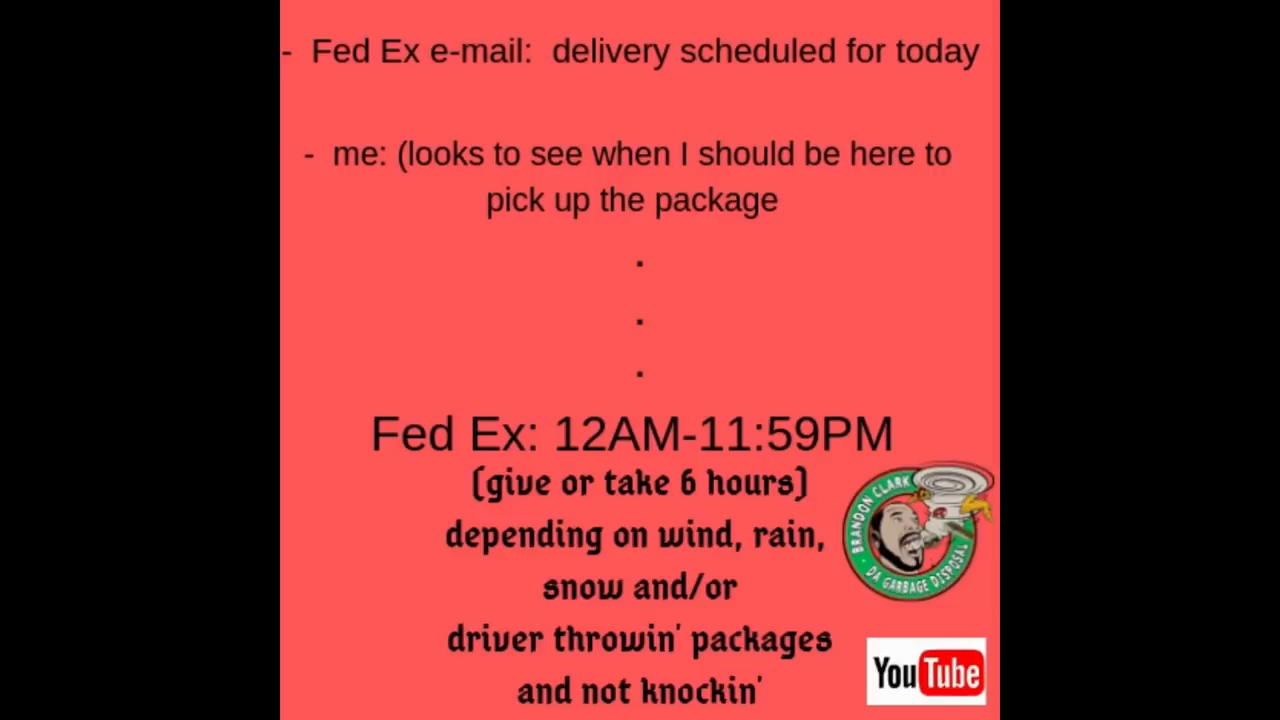 - Fed Ex e-mail: delivery scheduled for today
- me: (looks to see when I should be here to
pick up the package
.
.
.
Fed Ex: 12AM-11:59PM
(give or take 6 hours)
depending on wind, rain,
snow and/or
driver throwin' packages
and not knockin'
BRANDON CLARK
DA GARBAGE DISPOSAL
YouTube